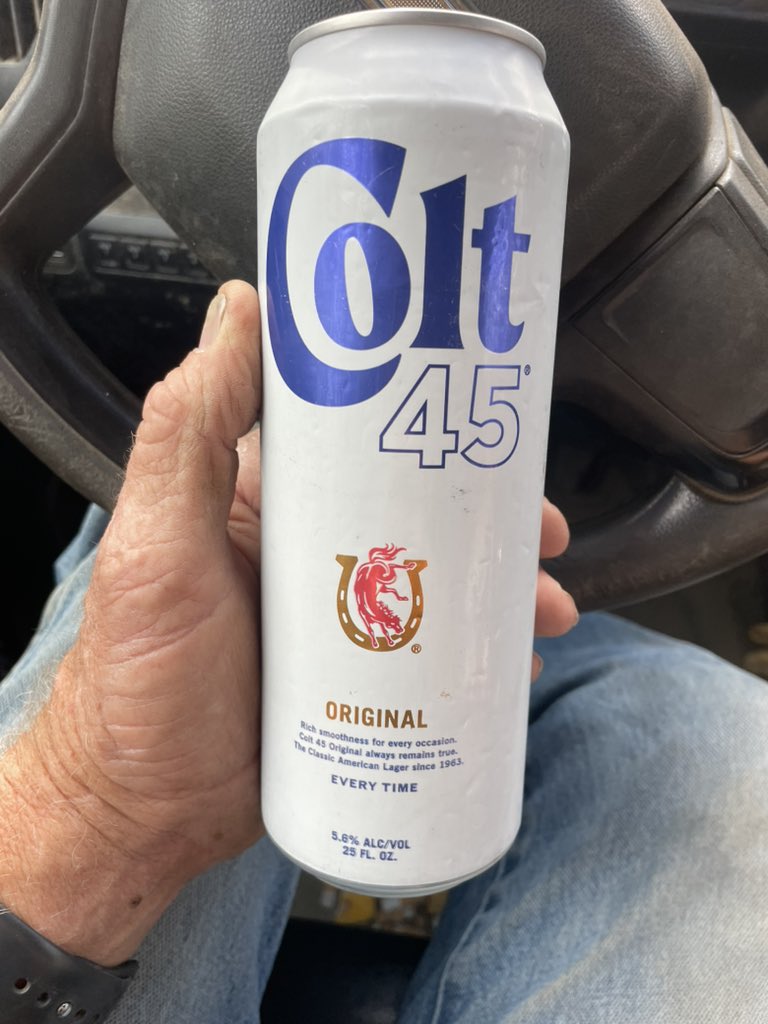 Colt
45®
®
ORIGINAL
Rich smoothness for every occasion.
Colt 45 Original always remains true.
The Classic American Lager since 1963.
EVERY TIME
5.6% ALC/VOL
25 FL. OZ.